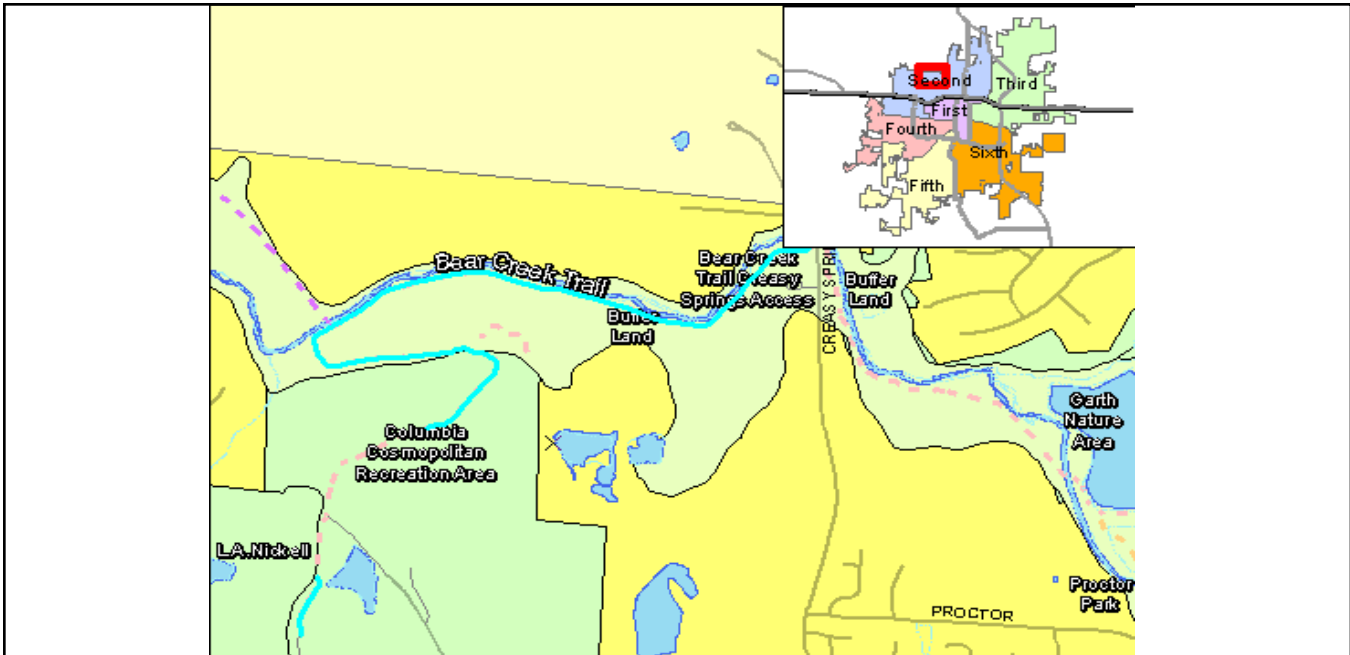 Second
Third
First
Fourth
Sixth
Fifth
Bear Creek Trail
Bear Creek
Trail Creasy
Springs Access
Buffer
Land
Buffer
Land
CREASY SPRI
Garth
Nature
Area
Columbia
Cosmopolitan
Recreation Area
L.A. Nickell
Proctor
Park
PROCTOR